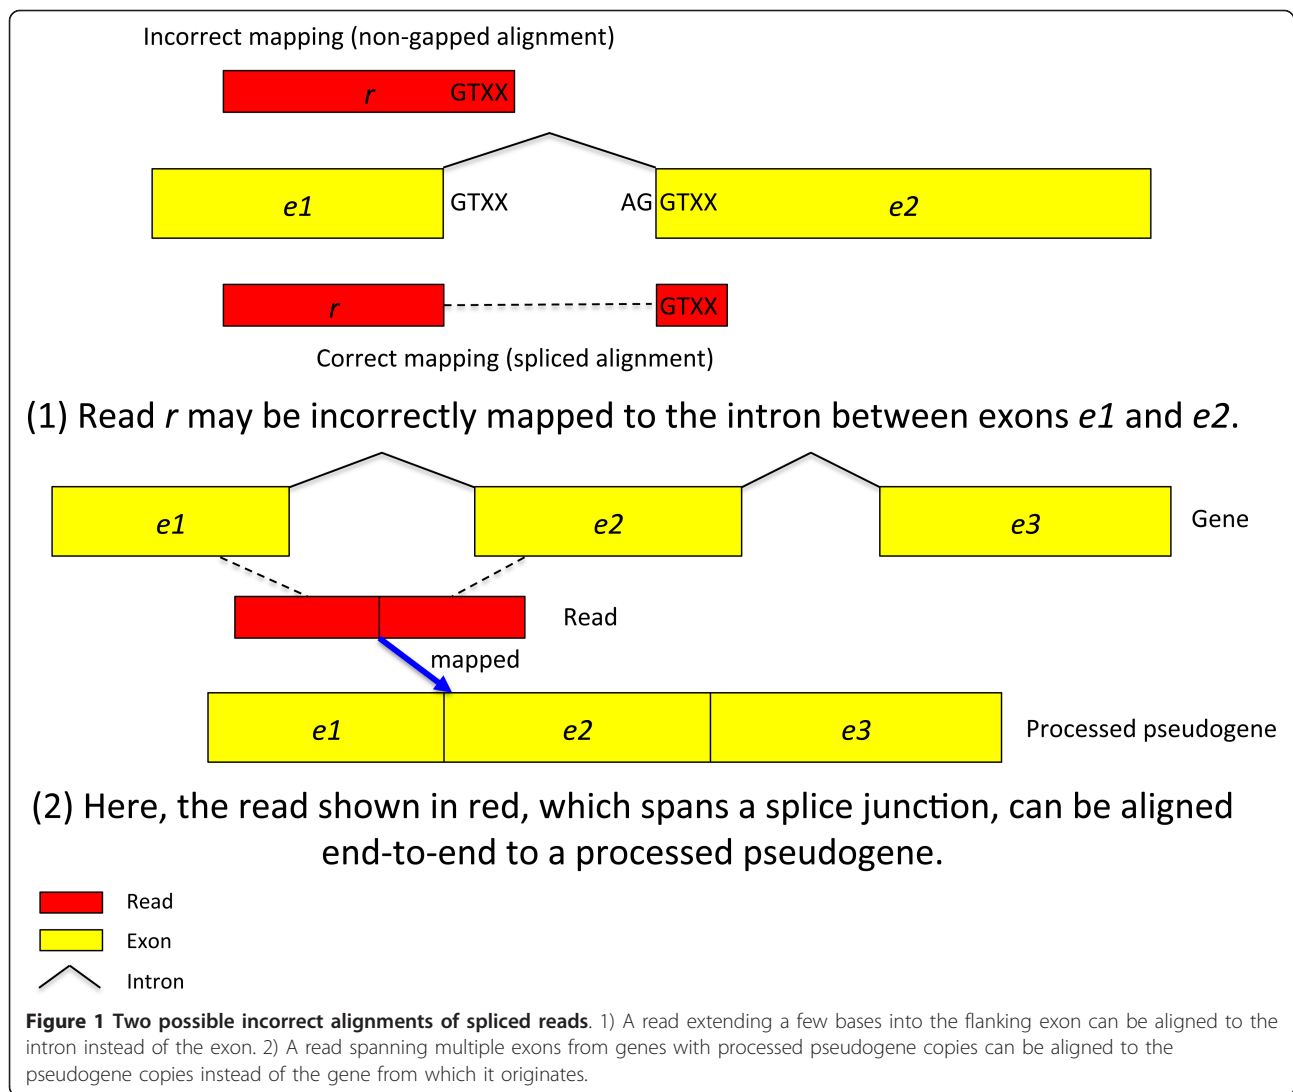 Incorrect mapping (non-gapped alignment)
r GTXX
e1 GTXX AG GTXX e2
r GTXX
Correct mapping (spliced alignment)
(1) Read r may be incorrectly mapped to the intron between exons e1 and e2.
e1 e2 e3 Gene
Read
mapped
e1 e2 e3 Processed pseudogene
(2) Here, the read shown in red, which spans a splice junction, can be aligned
end-to-end to a processed pseudogene.
Read
Exon
Intron
Figure 1 Two possible incorrect alignments of spliced reads. 1) A read extending a few bases into the flanking exon can be aligned to the
intron instead of the exon. 2) A read spanning multiple exons from genes with processed pseudogene copies can be aligned to the
pseudogene copies instead of the gene from which it originates.